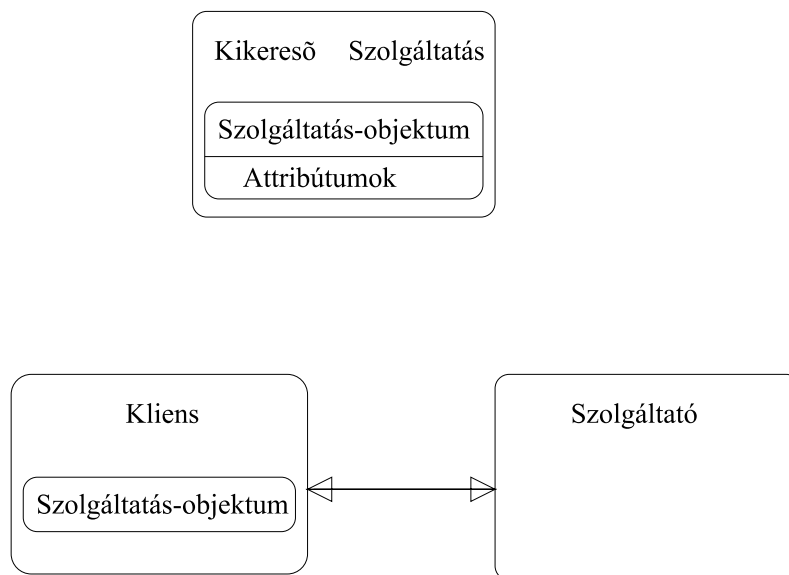 Kikeresõ Szolgáltatás
Szolgáltatás-objektum
Attribútumok
Kliens
Szolgáltató
Szolgáltatás-objektum